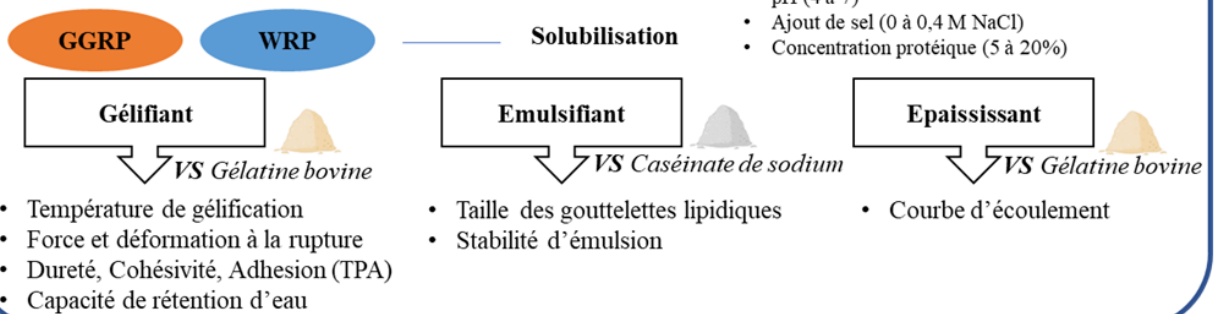 GGRP
WRP
Solubilisation
• Ajout de sel (0 à 0,4 M NaCl)
• Concentration protéique (5 à 20%)
Gélifiant
VS Gélatine bovine
• Température de gélification
• Force et déformation à la rupture
• Dureté, Cohésivité, Adhesion (TPA)
• Capacité de rétention d’eau
Emulsifiant
VS Caséinate de sodium
• Taille des gouttelettes lipidiques
• Stabilité d’émulsion
Epaississant
VS Gélatine bovine
• Courbe d’écoulement